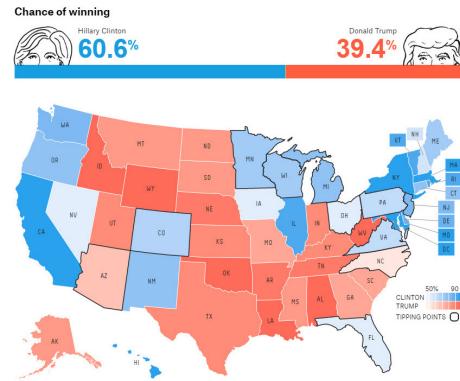 Chance of winning
Hillary Clinton
60.6%
Donald Trump
39.4%
WA
MT
ND
MN
VT
NH
ME
OR
ID
SD
WI
MI
NY
MA
RI
CT
WY
IA
PA
NJ
NV
NE
IL
IN
OH
DE
MD
DC
CA
UT
CO
KS
MO
KY
WV
VA
AZ
NM
OK
AR
TN
NC
SC
TX
LA
MS
AL
GA
FL
AK
HI
50% 90
CLINTON
TRUMP
TIPPING POINTS